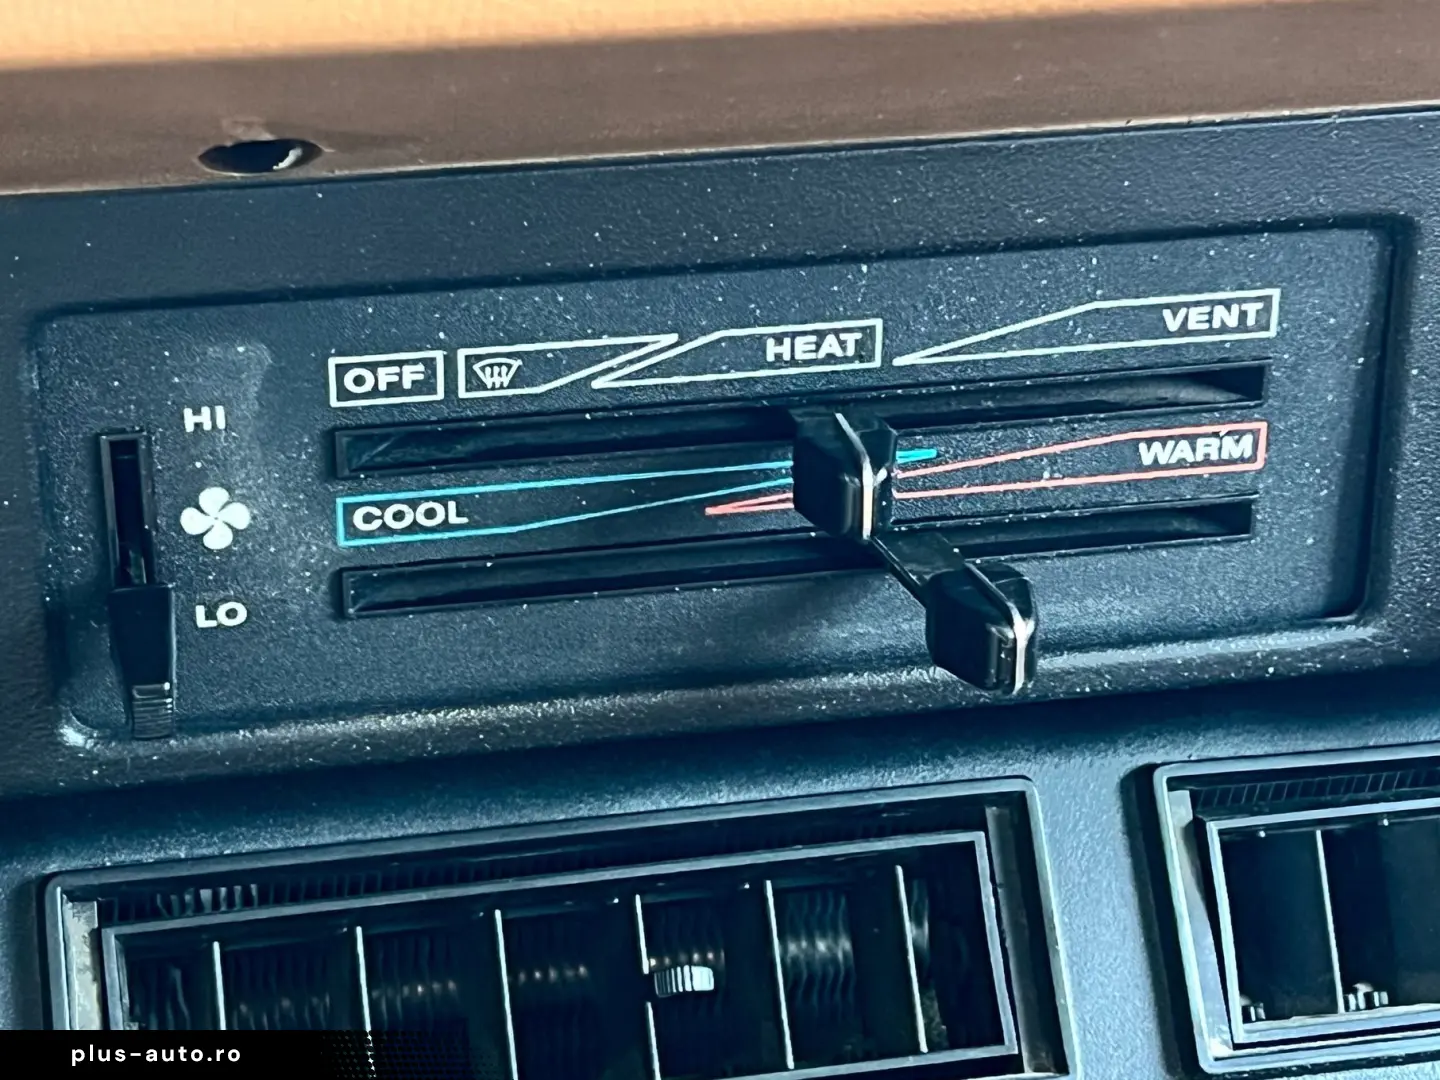 OFF
HEAT
VENT
HI
WARM
COOL
LO
plus-auto.ro